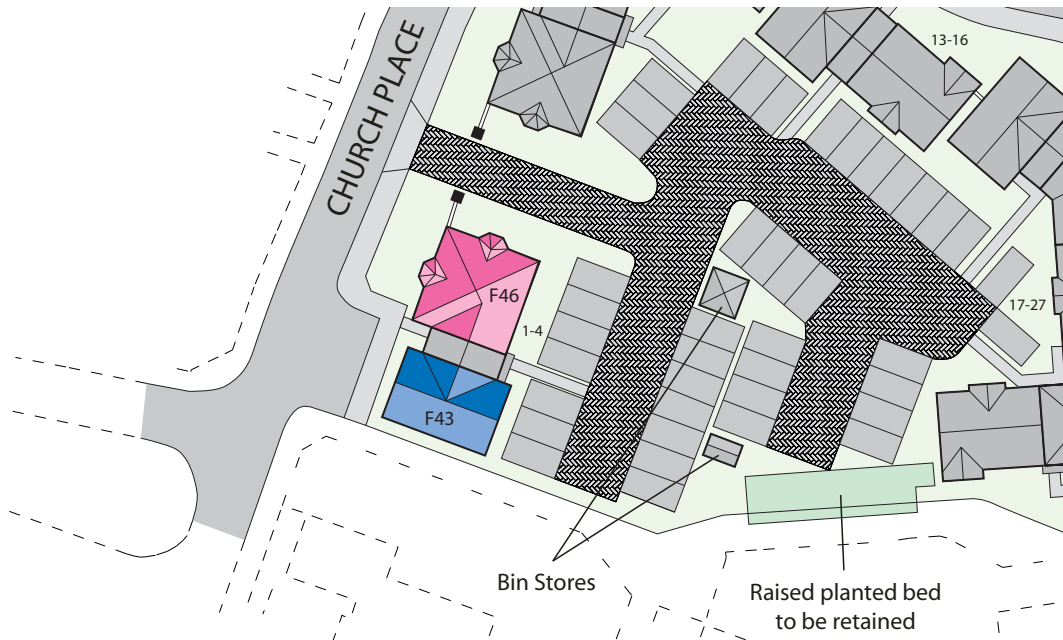 13-16
CHURCH PLACE
F46
17-27
1-4
F43
Bin Stores
Raised planted bed
to be retained